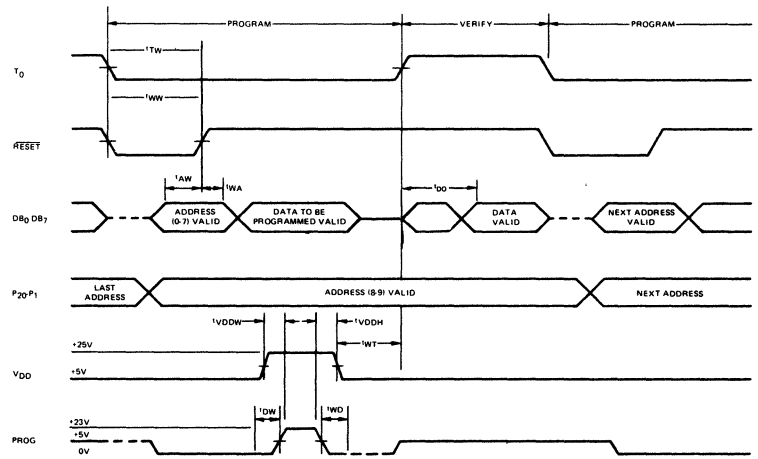 PROGRAM VERIFY PROGRAM
tTW
T0
tWW
RESET
tAW tWA tDO
DB0 DB7 ADDRESS (0-7) VALID DATA TO BE PROGRAMMED VALID DATA VALID NEXT ADDRESS VALID
P20-P1 LAST ADDRESS ADDRESS (8-9) VALID NEXT ADDRESS
tVDDW tVDDH
tWT
+25V
VDD +5V
tDW tWD
+23V
PROG +5V
0V